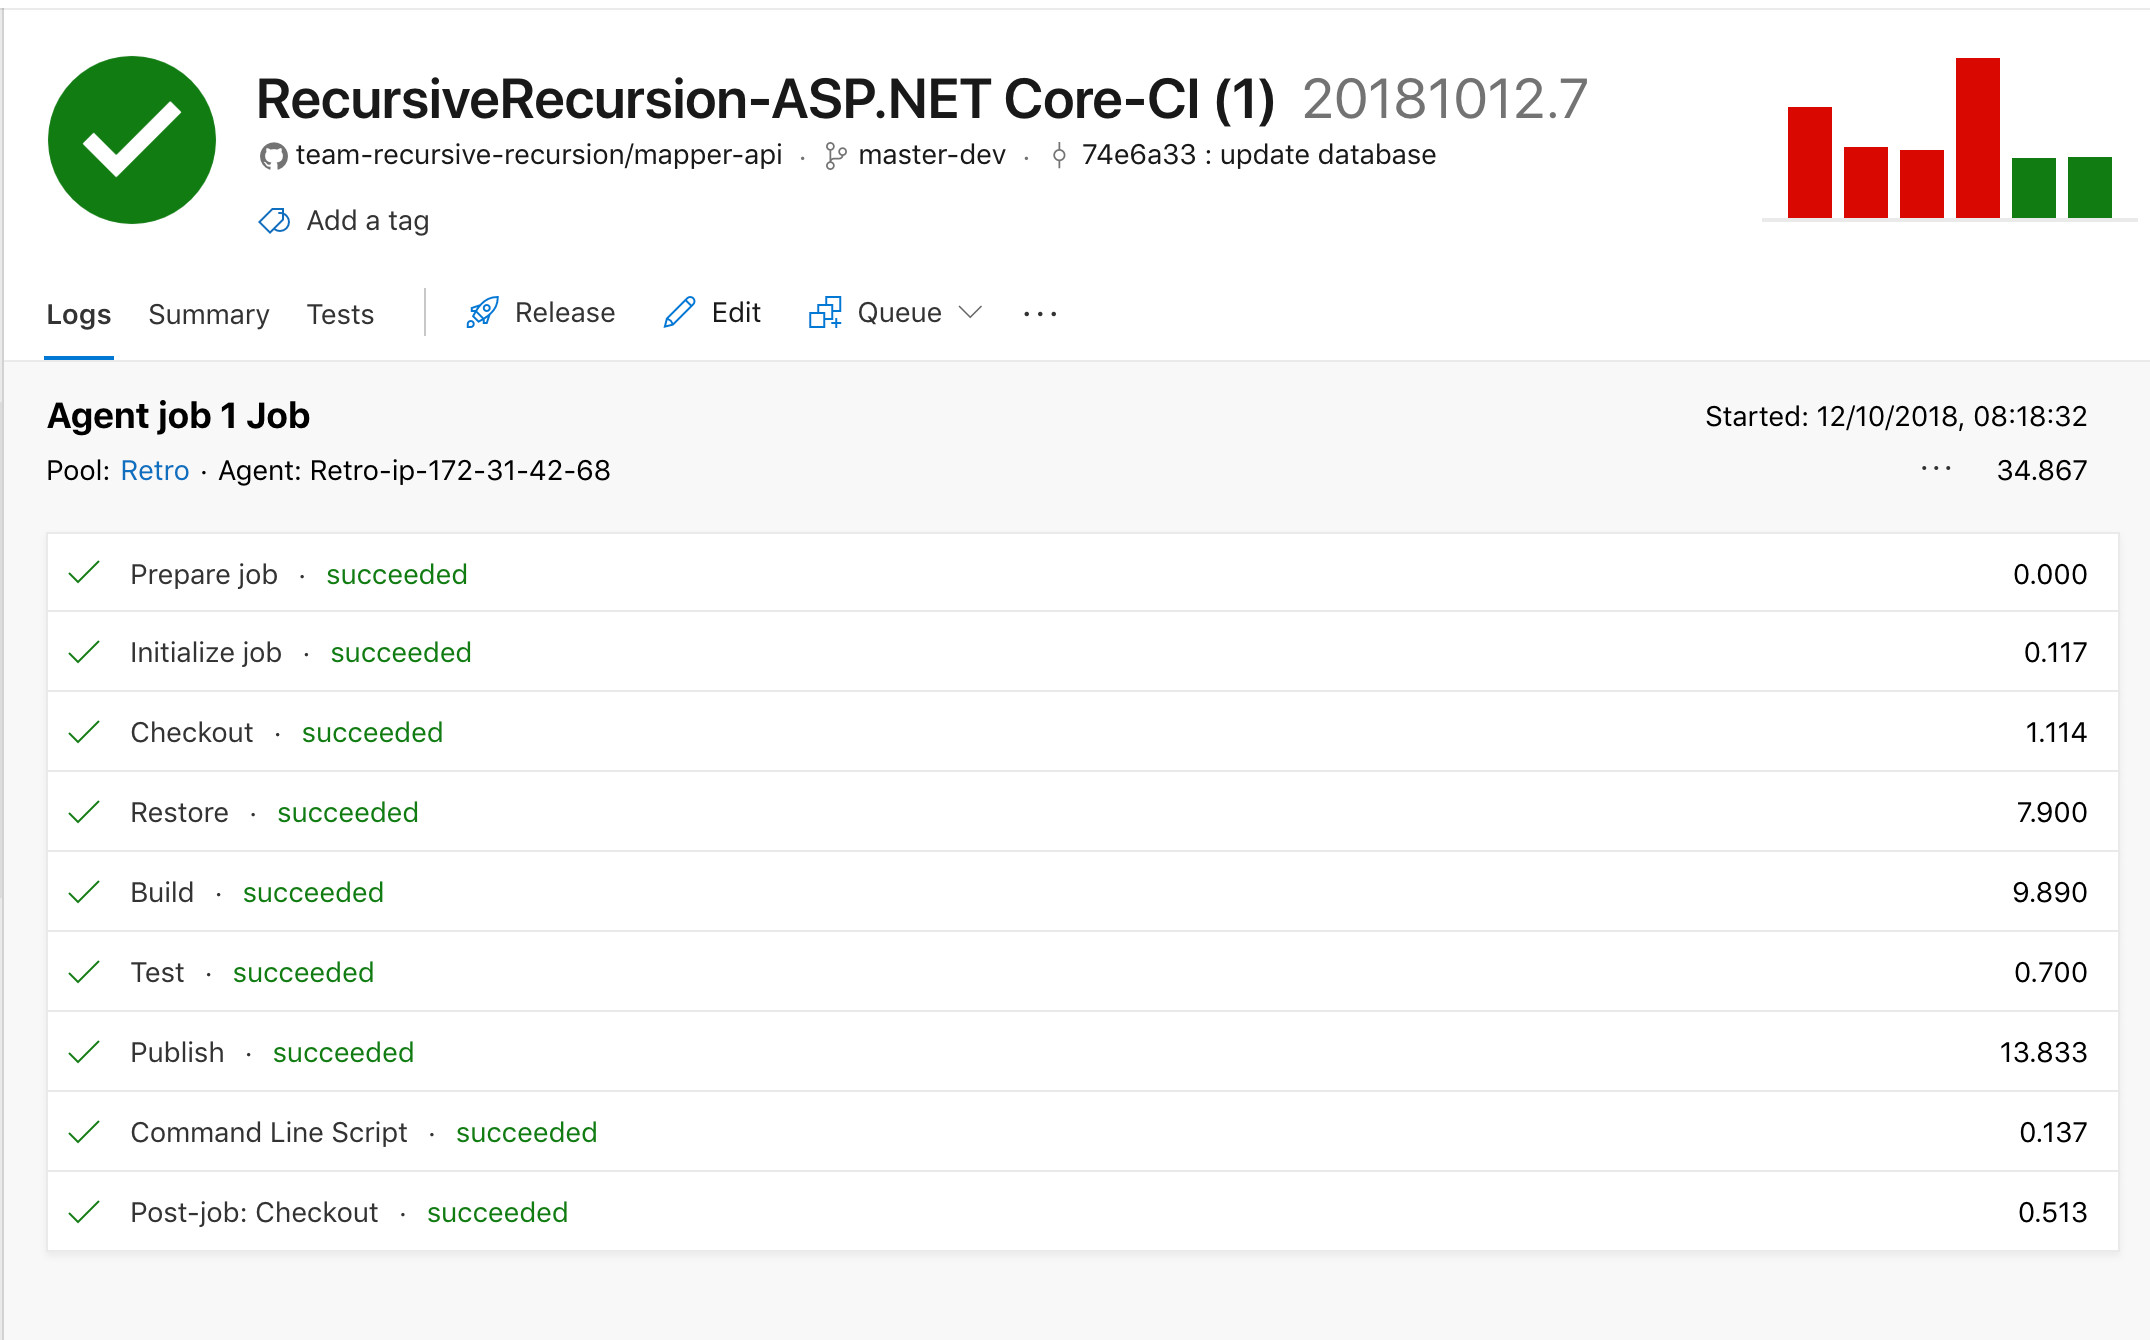 RecursiveRecursion-ASP.NET Core-CI (1) 20181012.7
team-recursive-recursion/mapper-api · master-dev · 74e6a33 : update database
Add a tag
Logs Summary Tests Release Edit Queue ···
Agent job 1 Job Started: 12/10/2018, 08:18:32
Pool: Retro · Agent: Retro-ip-172-31-42-68 ··· 34.867
Prepare job · succeeded 0.000
Initialize job · succeeded 0.117
Checkout · succeeded 1.114
Restore · succeeded 7.900
Build · succeeded 9.890
Test · succeeded 0.700
Publish · succeeded 13.833
Command Line Script · succeeded 0.137
Post-job: Checkout · succeeded 0.513